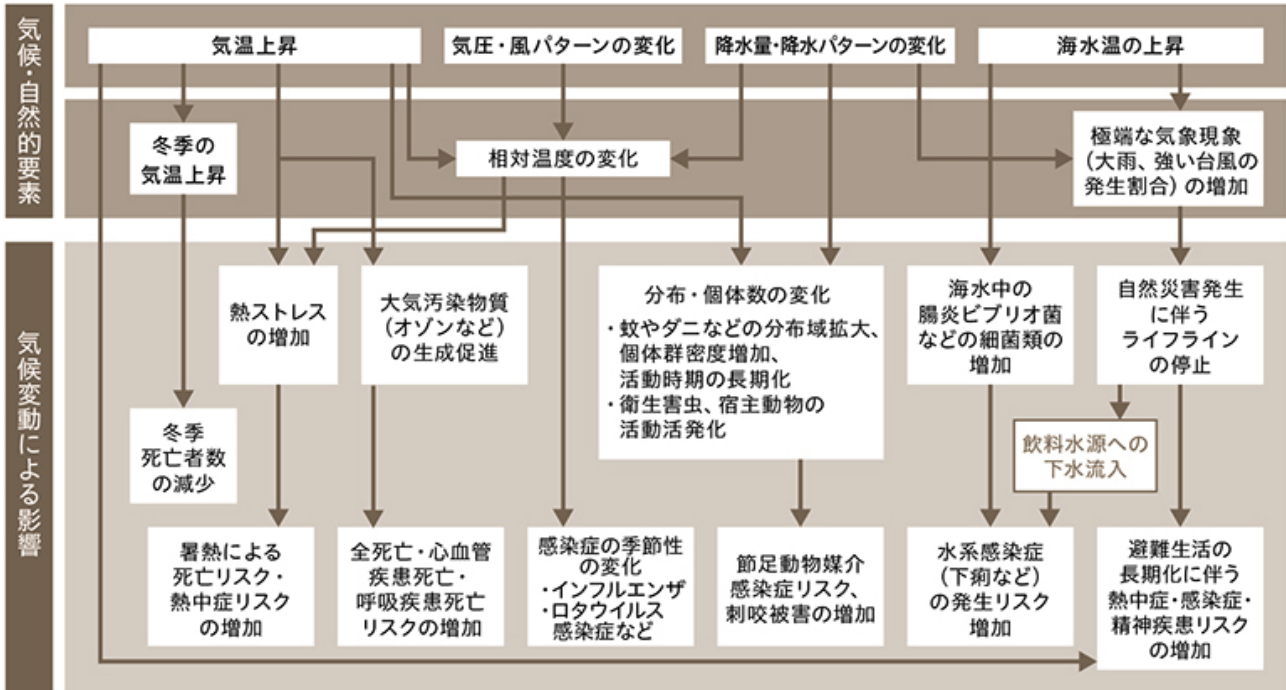 気候・自然的要素
気温上昇
気圧・風パターンの変化
降水量・降水パターンの変化
海水温の上昇
冬季の
気温上昇
相対温度の変化
極端な気象現象
(大雨、強い台風の
発生割合)の増加
気候変動による影響
熱ストレス
の増加
大気汚染物質
(オゾンなど)
の生成促進
分布・個体数の変化
・蚊やダニなどの分布域拡大、
個体群密度増加、
活動時期の長期化
・衛生害虫、宿主動物の
活動活発化
海水中の
腸炎ビブリオ菌
などの細菌類の
増加
自然災害発生
に伴う
ライフライン
の停止
冬季
死亡者数
の減少
飲料水源への
下水流入
暑熱による
死亡リスク・
熱中症リスク
の増加
全死亡・心血管
疾患死亡・
呼吸疾患死亡
リスクの増加
感染症の季節性
の変化
・インフルエンザ
・ロタウイルス
感染症など
節足動物媒介
感染症リスク、
刺咬被害の増加
水系感染症
(下痢など)
の発生リスク
増加
避難生活の
長期化に伴う
熱中症・感染症・
精神疾患リスク
の増加